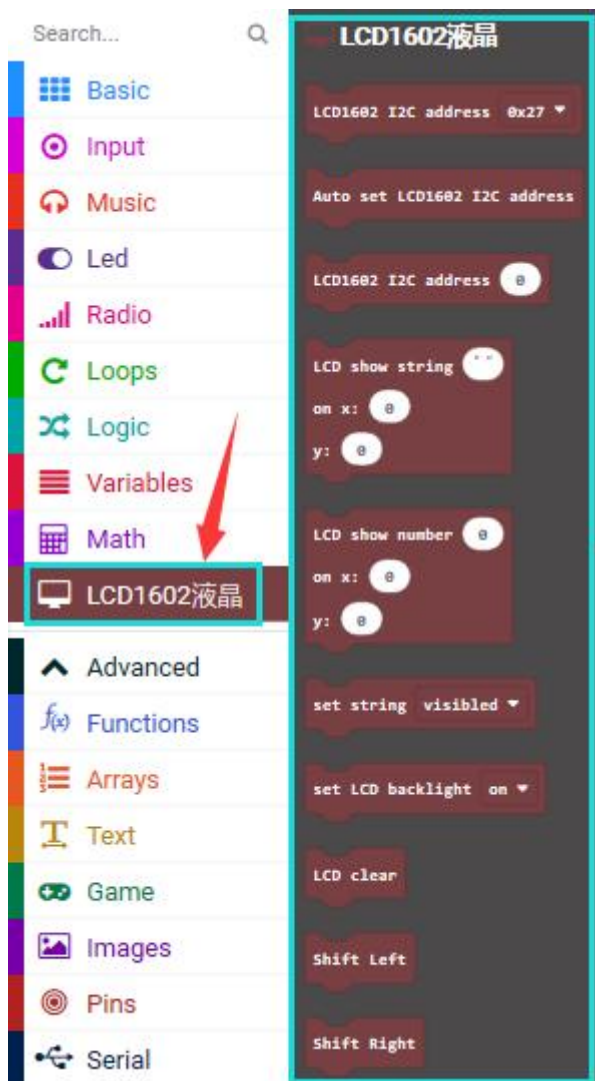 Search...
Basic
Input
Music
Led
Radio
Loops
Logic
Variables
Math
LCD1602液晶
Advanced
f(x) Functions
Arrays
Text
Game
Images
Pins
Serial
LCD1602液晶
LCD1602 I2C address 0x27
Auto set LCD1602 I2C address
LCD1602 I2C address 0
LCD show string " "
on x: 0
y: 0
LCD show number 0
on x: 0
y: 0
set string visibled
set LCD backlight on
LCD clear
Shift Left
Shift Right